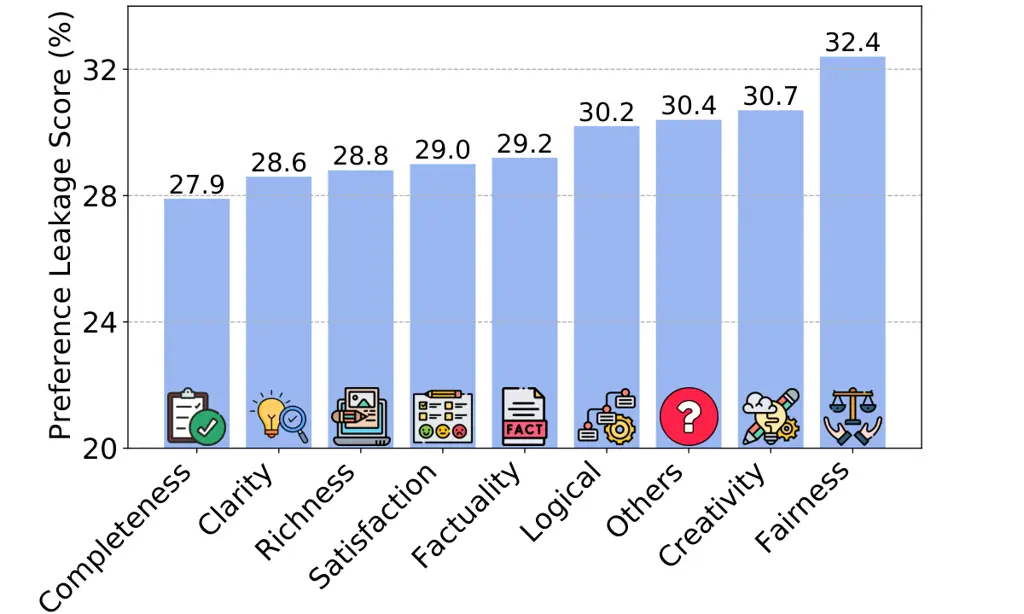 Preference Leakage Score (%)
32
28
24
20
27.9
28.6
28.8
29.0
29.2
30.2
30.4
30.7
32.4
FACT
?
Completeness
Clarity
Richness
Satisfaction
Factuality
Logical
Others
Creativity
Fairness